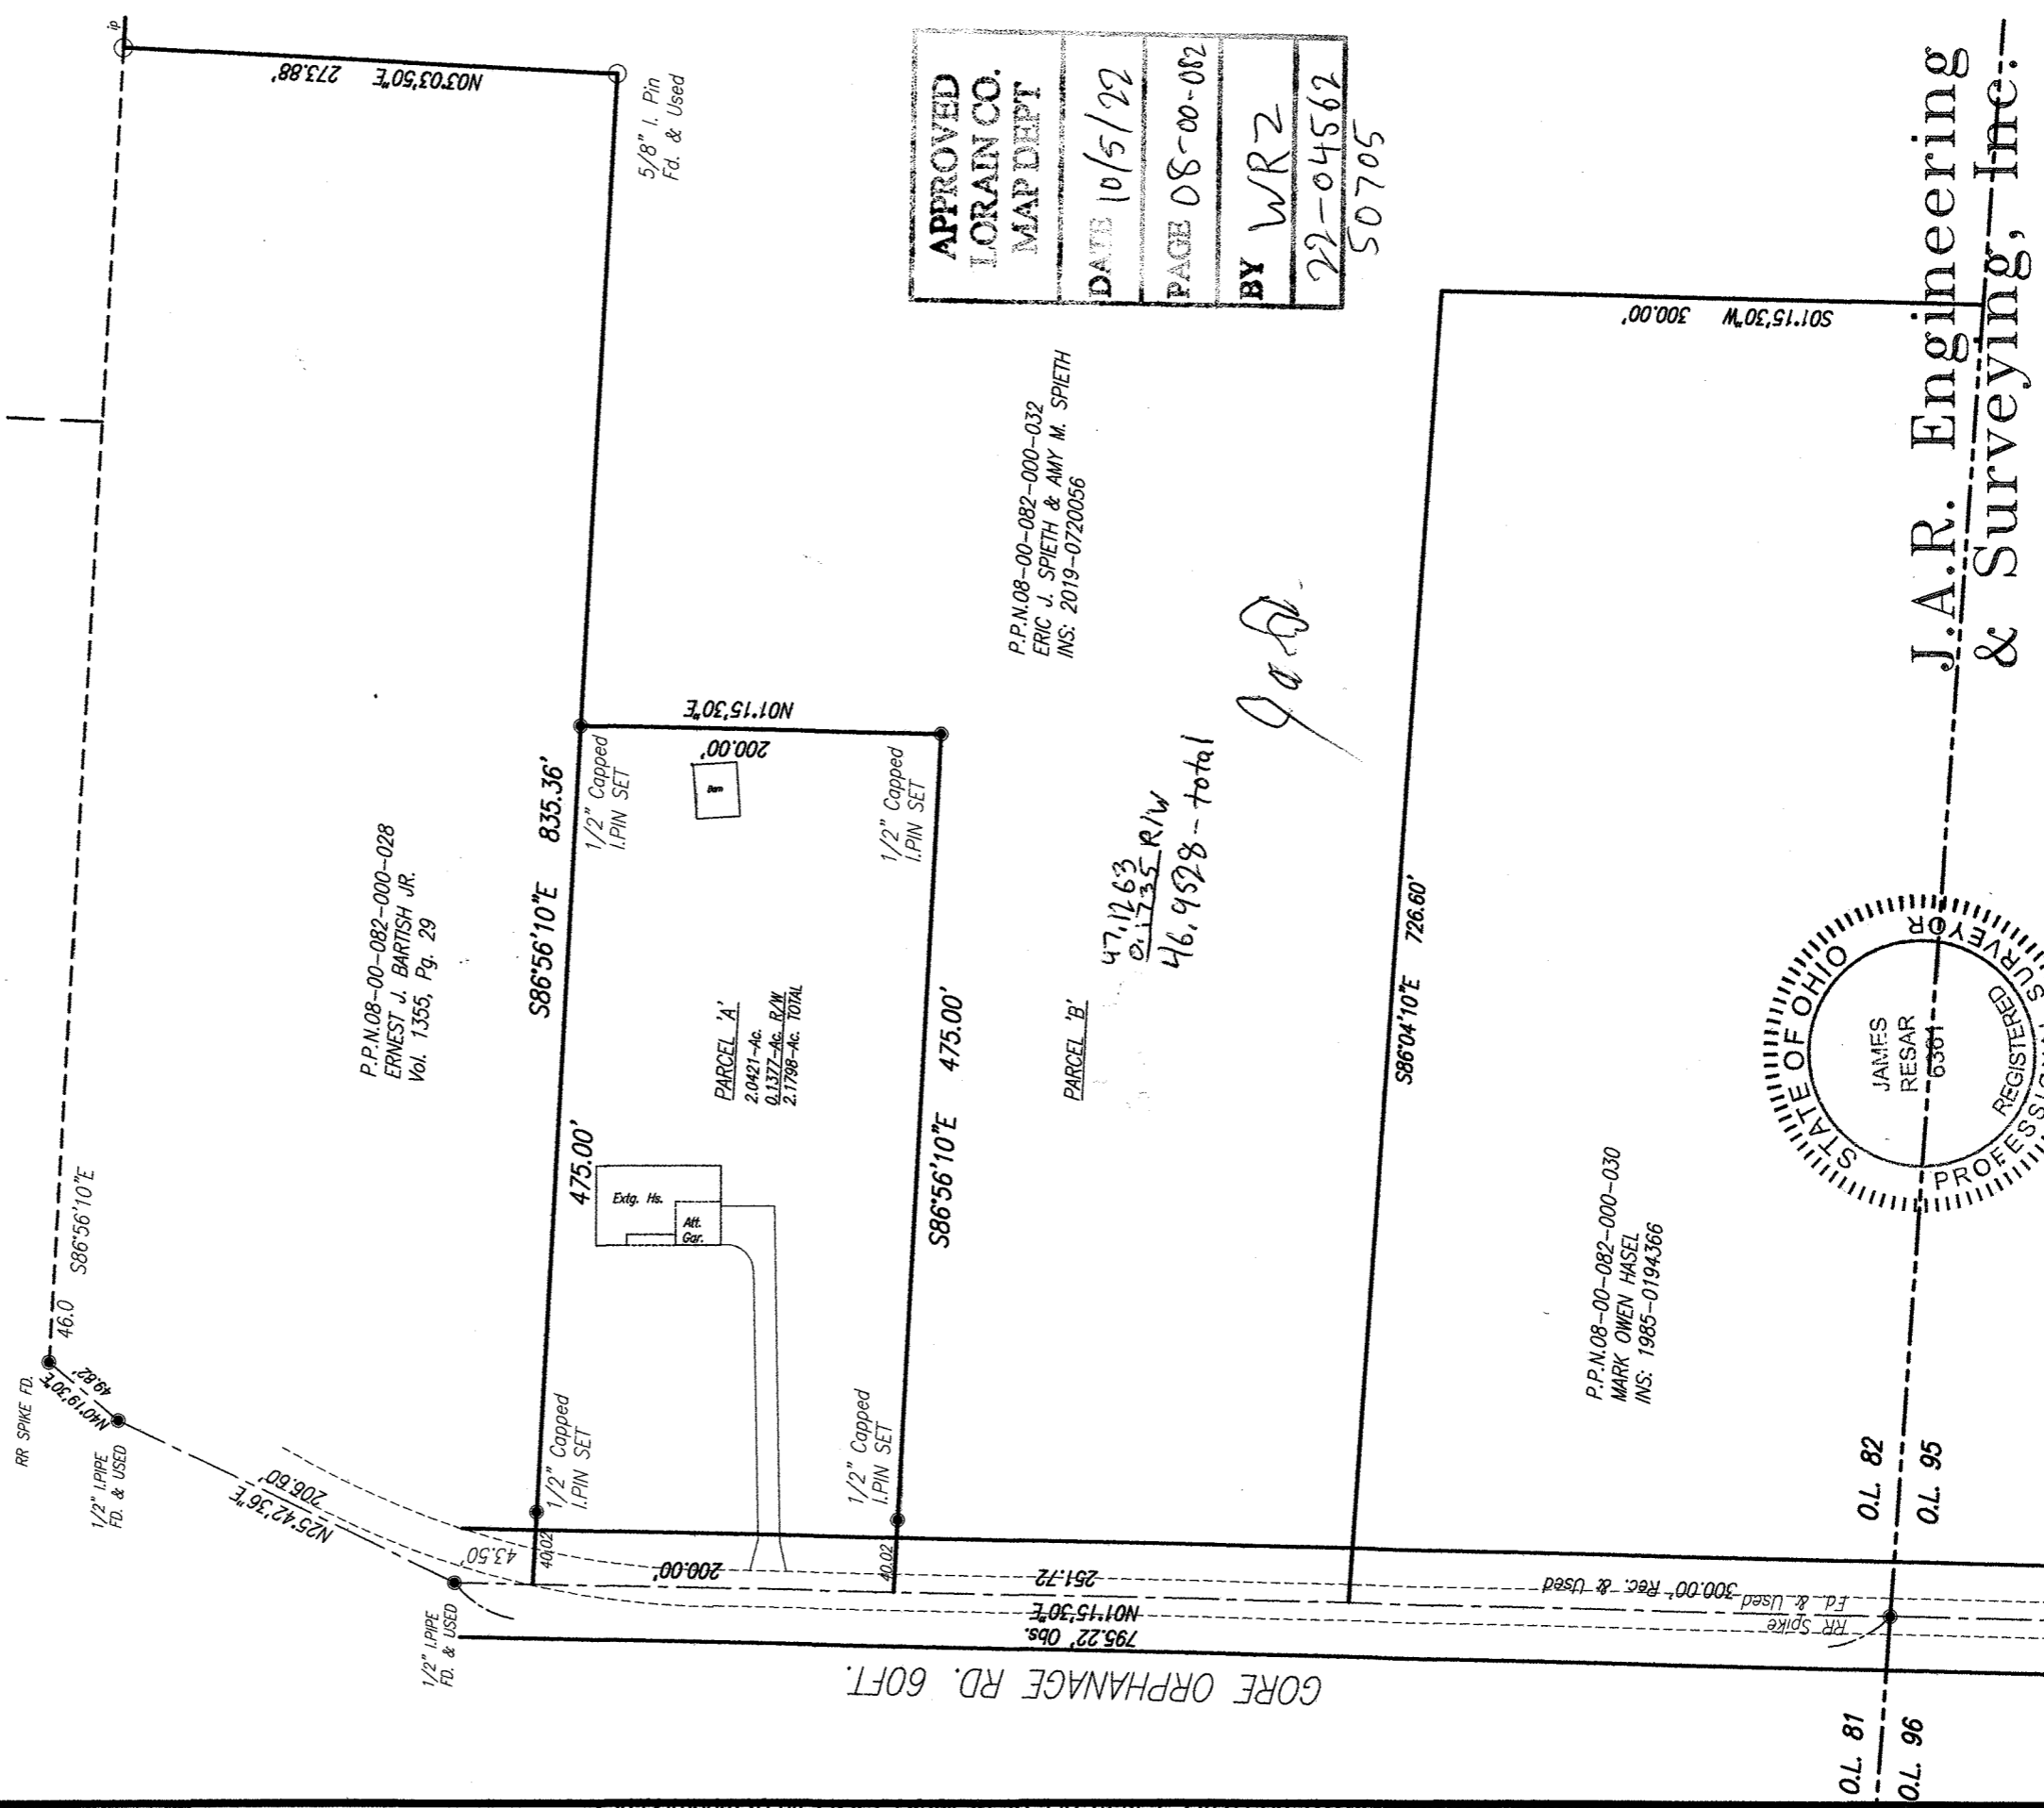 ip
N03°03'50"E 273.88'
5/8" I. Pin
Fd. & Used
RR SPIKE FD.
46.0 S86°56'10"E
N40°19'30"E
49.82'
1/2" I.PIPE
FD. & USED
N25°42'36"E
206.60'
1/2" I.PIPE
FD. & USED
43.50'
P.P.N.08-00-082-000-028
ERNEST J. BARTISH JR.
Vol. 1355, Pg. 29
S86°56'10"E 835.36'
475.00'
1/2" Capped
I.PIN SET
40.02
1/2" Capped
I.PIN SET
N01°15'30"E
200.00'
Barn
1/2" Capped
I.PIN SET
Extg. Hs.
Att.
Gar.
PARCEL 'A'
2.0421-Ac.
0.1377-Ac. R/W
2.1798-Ac. TOTAL
S86°56'10"E 475.00'
1/2" Capped
I.PIN SET
40.02
200.00'
251.72
N01°15'30"E
795.22' Obs.
GORE ORPHANAGE RD. 60FT.
APPROVED
LORAIN CO.
MAP DEPT
DATE 10/5/22
PAGE 08-00-082
BY WRZ
22-04562
50705
P.P.N.08-00-082-000-032
ERIC J. SPIETH & AMY M. SPIETH
INS: 2019-0720056
PARCEL 'B'
47.1263
0.1735 R/W
46.9528 - total
S86°04'10"E 726.60'
S01°15'30"W 300.00'
P.P.N.08-00-082-000-030
MARK OWEN HASEL
INS: 1985-0194366
300.00' Rec. & Used
RR Spike
Fd. & Used
O.L. 82
O.L. 95
O.L. 81
O.L. 96
STATE OF OHIO
JAMES
RESAR
6361
REGISTERED
PROFESSIONAL SURVEYOR
J.A.R. Engineering
& Surveying, Inc.